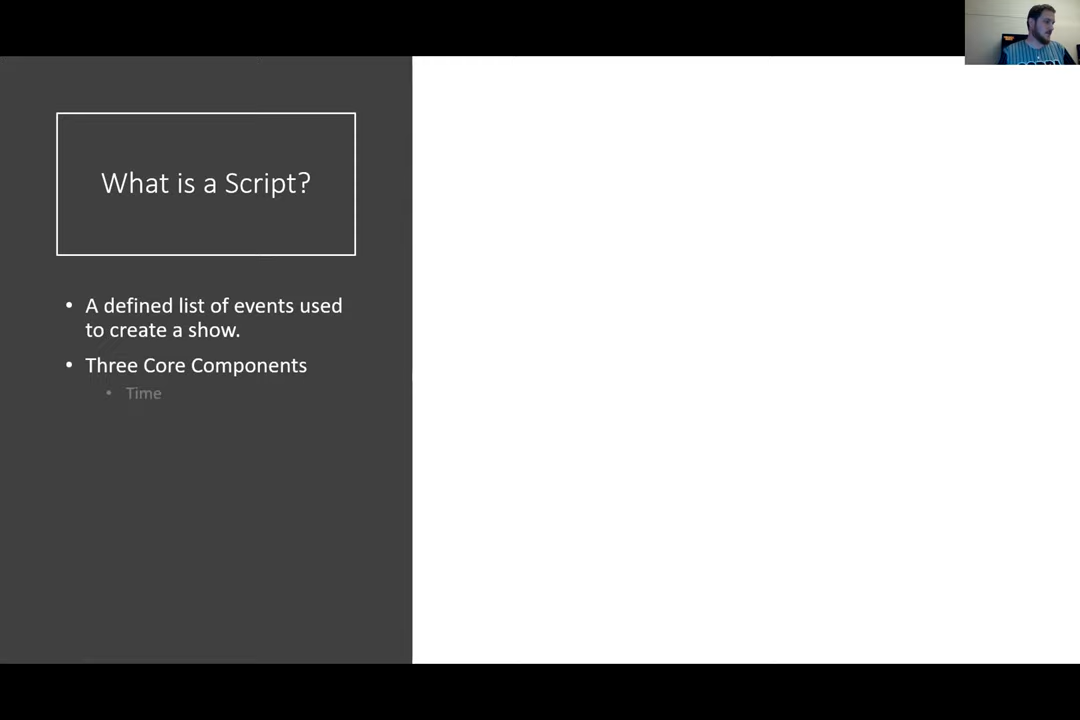 What is a Script?
• A defined list of events used
to create a show.
• Three Core Components
• Time